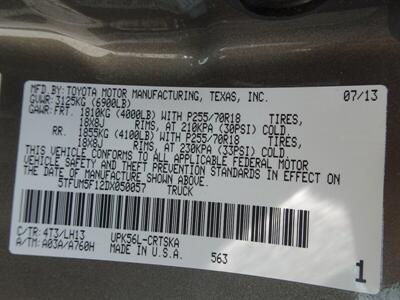 MFD.BY:TOYOTA MOTOR MANUFACTURING, TEXAS, INC. 07/13
GVWR:3125KG (6900LB)
GAWR:FRT. 1810KG (4000LB) WITH P255/70R18 TIRES,
18X8J RIMS, AT 210KPA (30PSI) COLD.
RR. 1855KG (4100LB) WITH P255/70R18 TIRES,
18X8J RIMS, AT 230KPA (33PSI) COLD.
THIS VEHICLE CONFORMS TO ALL APPLICABLE FEDERAL MOTOR
VEHICLE SAFETY AND THEFT PREVENTION STANDARDS IN EFFECT ON
THE DATE OF MANUFACTURE SHOWN ABOVE.
5TFUM5F12DX050057 TRUCK
C/TR: 4T3/LH13 UPK56L-CRTSKA
A/TM: A03A/A760H MADE IN U.S.A. 563
1